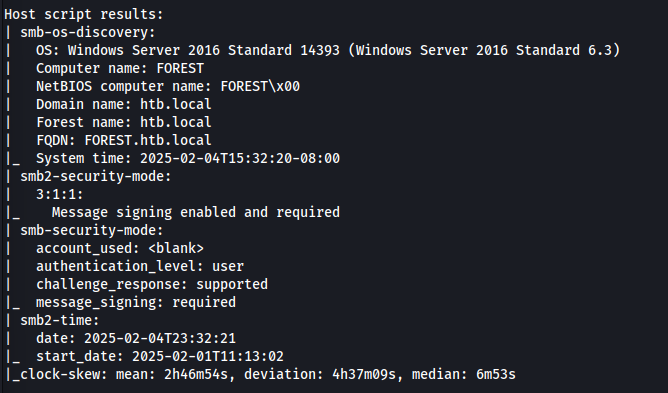 Host script results:
| smb-os-discovery:
|   OS: Windows Server 2016 Standard 14393 (Windows Server 2016 Standard 6.3)
|   Computer name: FOREST
|   NetBIOS computer name: FOREST\x00
|   Domain name: htb.local
|   Forest name: htb.local
|   FQDN: FOREST.htb.local
|_  System time: 2025-02-04T15:32:20-08:00
| smb2-security-mode:
|   3:1:1:
|_    Message signing enabled and required
| smb-security-mode:
|   account_used: <blank>
|   authentication_level: user
|   challenge_response: supported
|_  message_signing: required
| smb2-time:
|   date: 2025-02-04T23:32:21
|_  start_date: 2025-02-01T11:13:02
|_clock-skew: mean: 2h46m54s, deviation: 4h37m09s, median: 6m53s